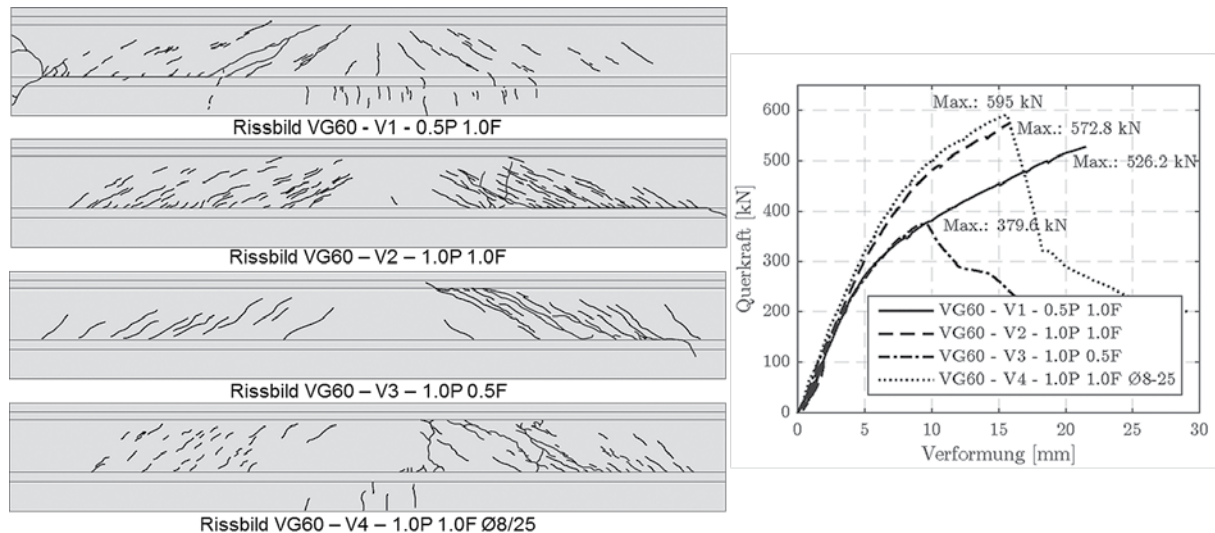 Rissbild VG60 - V1 - 0.5P 1.0F
Rissbild VG60 – V2 – 1.0P 1.0F
Rissbild VG60 – V3 – 1.0P 0.5F
Rissbild VG60 – V4 – 1.0P 1.0F Ø8/25
Querkraft [kN]
600
500
400
300
200
100
0
Max.: 595 kN
Max.: 572.8 kN
Max.: 526.2 kN
Max.: 379.6 kN
VG60 - V1 - 0.5P 1.0F
VG60 - V2 - 1.0P 1.0F
VG60 - V3 - 1.0P 0.5F
VG60 - V4 - 1.0P 1.0F Ø8-25
0 5 10 15 20 25 30
Verformung [mm]